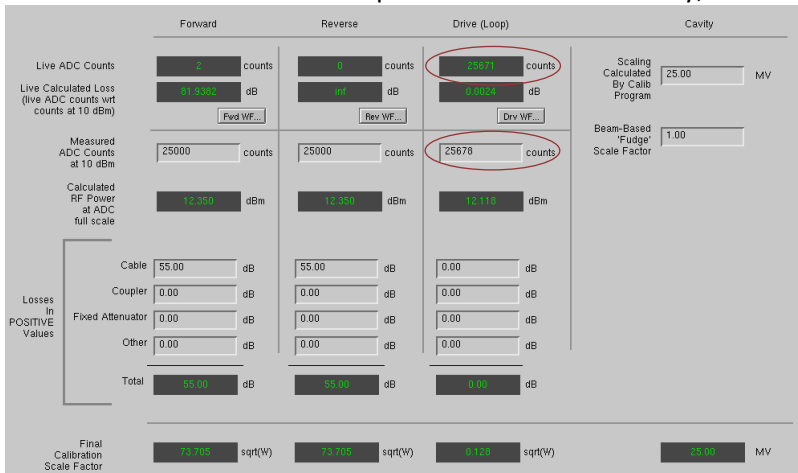 Forward Reverse Drive (Loop) Cavity
Live ADC Counts 2 counts 0 counts 25671 counts
Scaling
Calculated
By Calib
Program
25.00 MV
Live Calculated Loss
(live ADC counts wrt
counts at 10 dBm)
81.9382 dB inf dB 0.0024 dB
Fwd WF... Rev WF... Drv WF...
Measured
ADC Counts
at 10 dBm
25000 counts 25000 counts 25678 counts
Beam-Based
'Fudge'
Scale Factor
1.00
Calculated
RF Power
at ADC
full scale
12.350 dBm 12.350 dBm 12.118 dBm
Losses
In
POSITIVE
Values
Cable 55.00 dB 55.00 dB 0.00 dB
Coupler 0.00 dB 0.00 dB 0.00 dB
Fixed Attenuator 0.00 dB 0.00 dB 0.00 dB
Other 0.00 dB 0.00 dB 0.00 dB
Total 55.00 dB 55.00 dB 0.00 dB
Final
Calibration
Scale Factor
73.705 sqrt(W) 73.705 sqrt(W) 0.128 sqrt(W) 25.00 MV